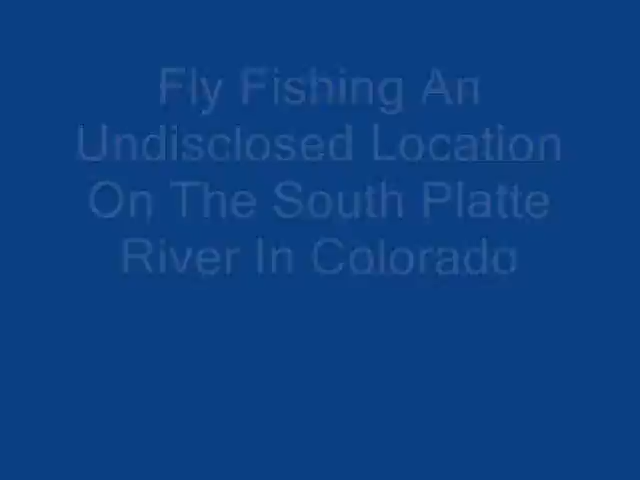 Fly Fishing An
Undisclosed Location
On The South Platte
River In Colorado